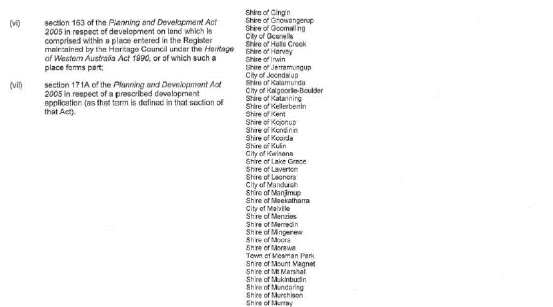 (vi) section 163 of the Planning and Development Act
2005 in respect of development on land which is
comprised within a place entered in the Register
maintained by the Heritage Council under the Heritage
of Western Australia Act 1990, or of which such a
place forms part;
(vii) section 171A of the Planning and Development Act
2005 in respect of a prescribed development
application (as that term is defined in that section of
that Act).
Shire of Gingin
Shire of Gnowangerup
Shire of Goomalling
City of Gosnells
Shire of Halls Creek
Shire of Harvey
Shire of Irwin
Shire of Jerramungup
City of Joondalup
Shire of Kalamunda
City of Kalgoorlie-Boulder
Shire of Katanning
Shire of Kellerberrin
Shire of Kent
Shire of Kojonup
Shire of Kondinin
Shire of Koorda
Shire of Kulin
City of Kwinana
Shire of Lake Grace
Shire of Laverton
Shire of Leonora
City of Mandurah
Shire of Manjimup
Shire of Meekatharra
City of Melville
Shire of Menzies
Shire of Merredin
Shire of Mingenew
Shire of Moora
Shire of Morawa
Town of Mosman Park
Shire of Mount Magnet
Shire of Mt Marshall
Shire of Mukinbudin
Shire of Mundaring
Shire of Murchison
Shire of Murray